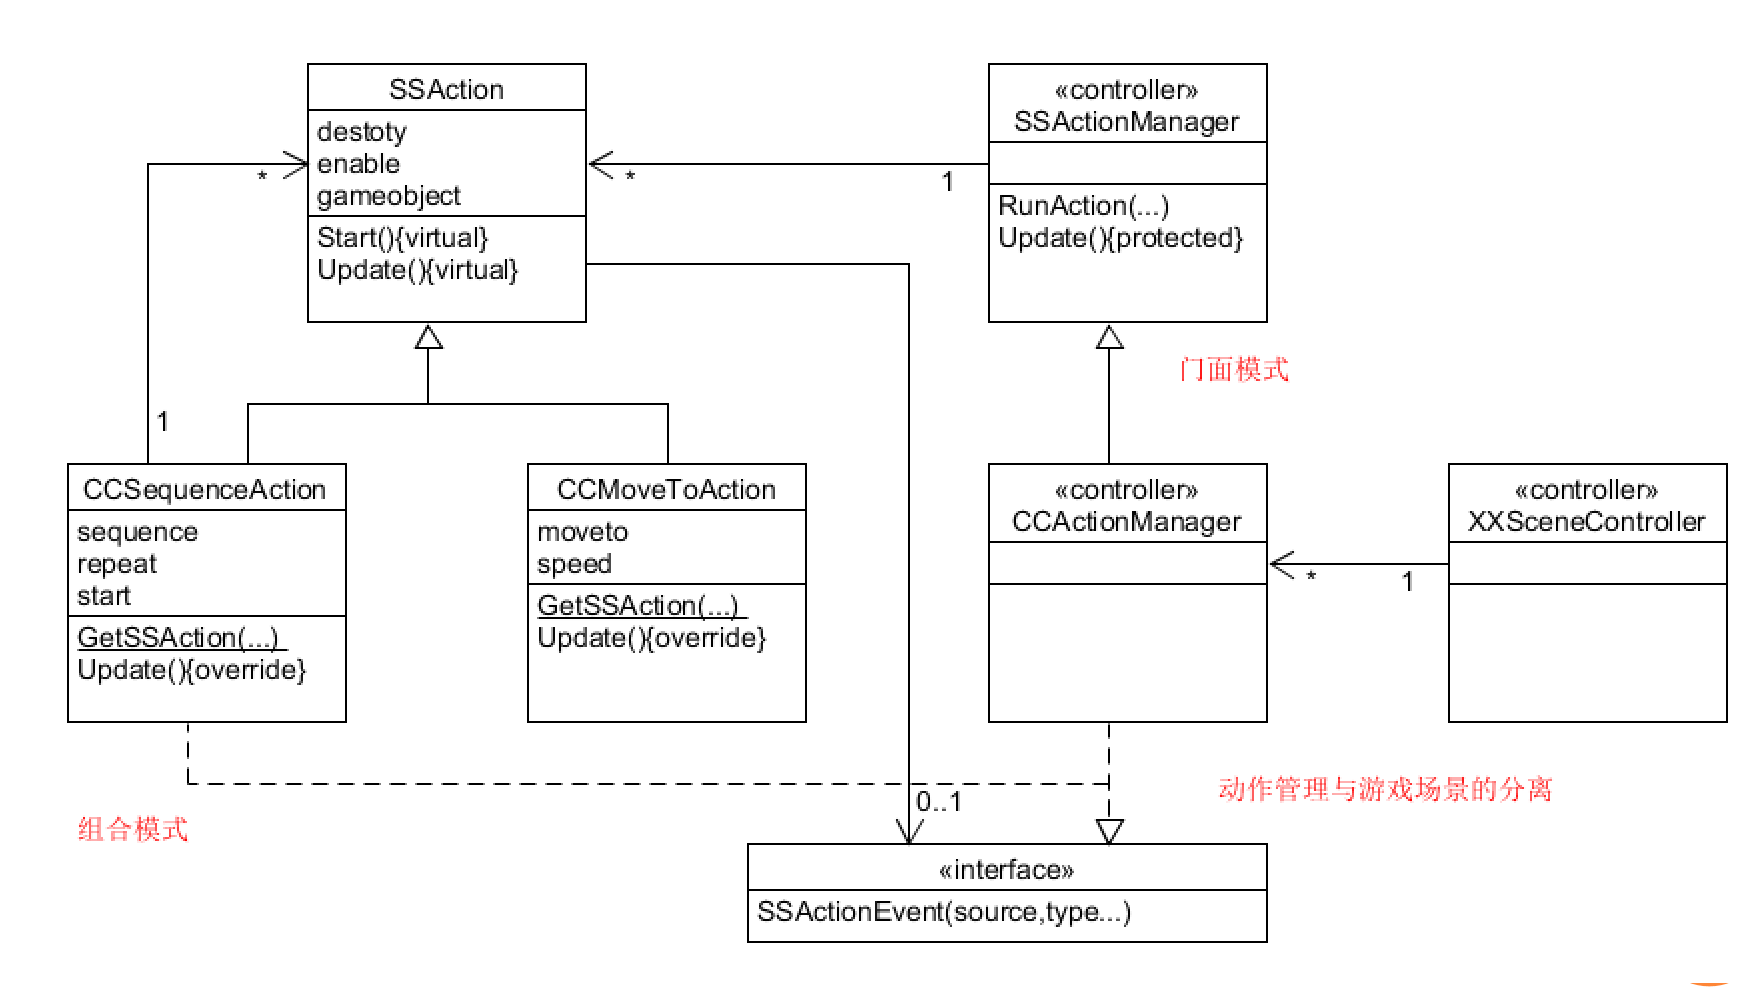 SSAction
destoty
enable
gameobject
Start(){virtual}
Update(){virtual}
«controller»
SSActionManager
RunAction(...)
Update(){protected}
*
*
1
门面模式
1
CCSequenceAction
sequence
repeat
start
GetSSAction(...)
Update(){override}
CCMoveToAction
moveto
speed
GetSSAction(...)
Update(){override}
«controller»
CCActionManager
«controller»
XXSceneController
*
1
组合模式
0..1
动作管理与游戏场景的分离
«interface»
SSActionEvent(source,type...)